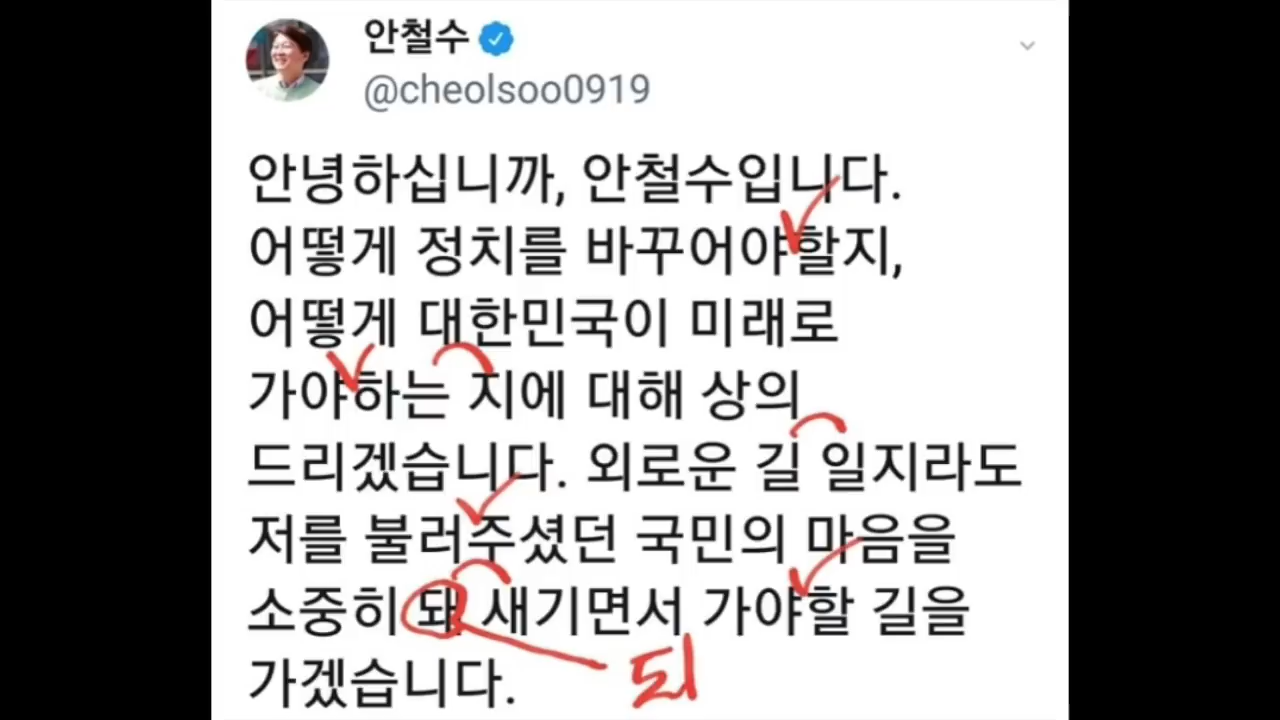 안철수
@cheolsoo0919
안녕하십니까, 안철수입니다.
어떻게 정치를 바꾸어야할지,
어떻게 대한민국이 미래로
가야하는 지에 대해 상의
드리겠습니다. 외로운 길 일지라도
저를 불러주셨던 국민의 마음을
소중히 돼 새기면서 가야할 길을
가겠습니다.
되